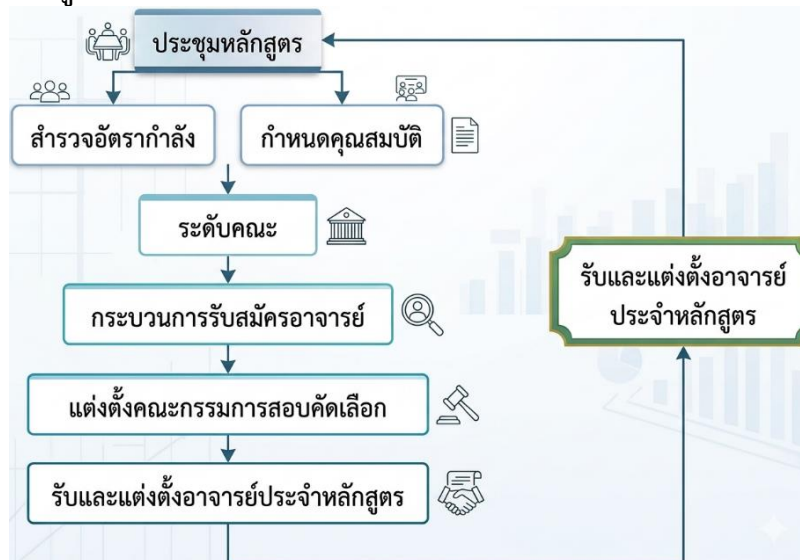 ประชุมหลักสูตร
สำรวจอัตรากำลัง
กำหนดคุณสมบัติ
ระดับคณะ
กระบวนการรับสมัครอาจารย์
แต่งตั้งคณะกรรมการสอบคัดเลือก
รับและแต่งตั้งอาจารย์ประจำหลักสูตร
รับและแต่งตั้งอาจารย์
ประจำหลักสูตร